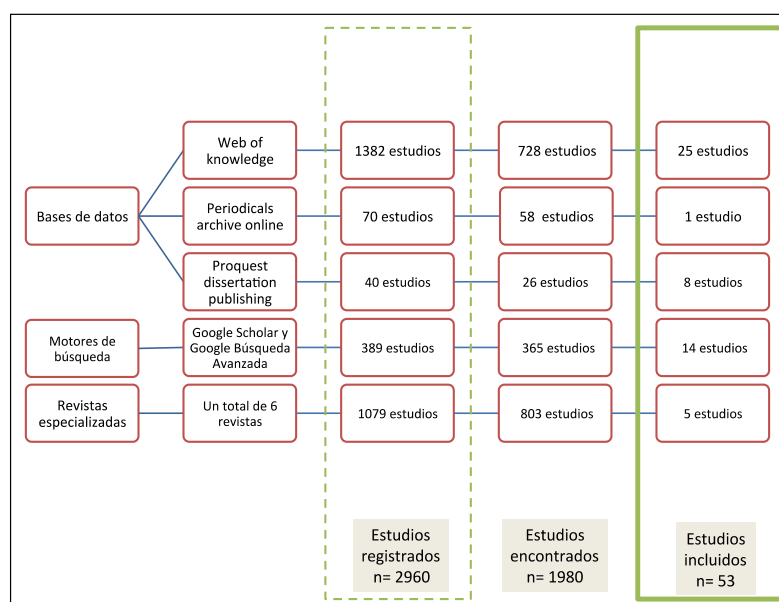 Web of
knowledge
1382 estudios
728 estudios
25 estudios
Bases de datos
Periodicals
archive online
70 estudios
58 estudios
1 estudio
Proquest
dissertation
publishing
40 estudios
26 estudios
8 estudios
Motores de
búsqueda
Google Scholar y
Google Búsqueda
Avanzada
389 estudios
365 estudios
14 estudios
Revistas
especializadas
Un total de 6
revistas
1079 estudios
803 estudios
5 estudios
Estudios
registrados
n= 2960
Estudios
encontrados
n= 1980
Estudios
incluidos
n= 53